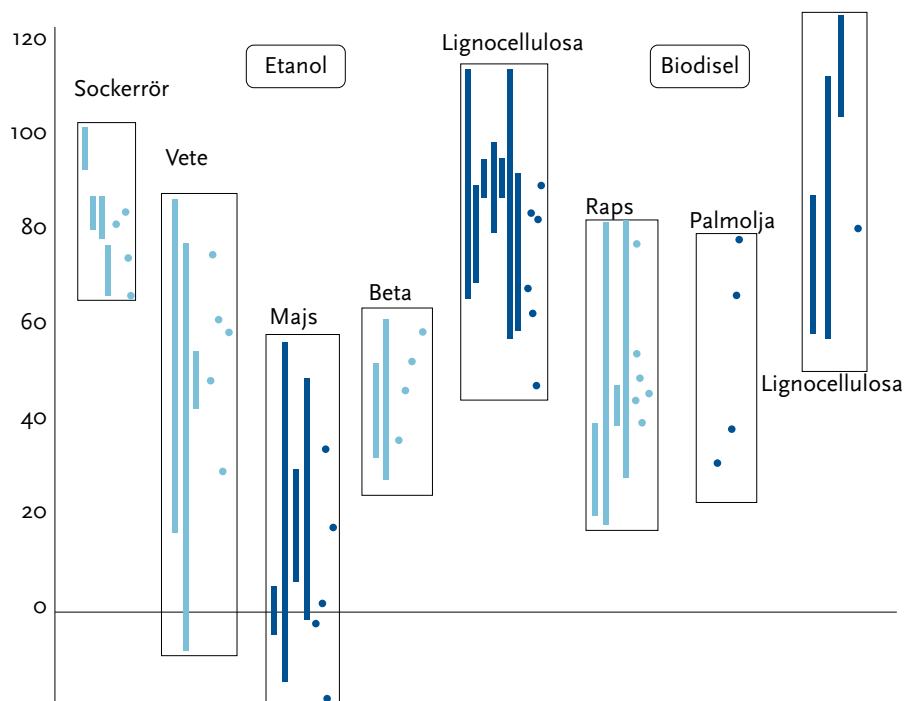 120
100
80
60
40
20
0
Etanol
Biodisel
Sockerrör
Vete
Majs
Beta
Lignocellulosa
Raps
Palmolja
Lignocellulosa